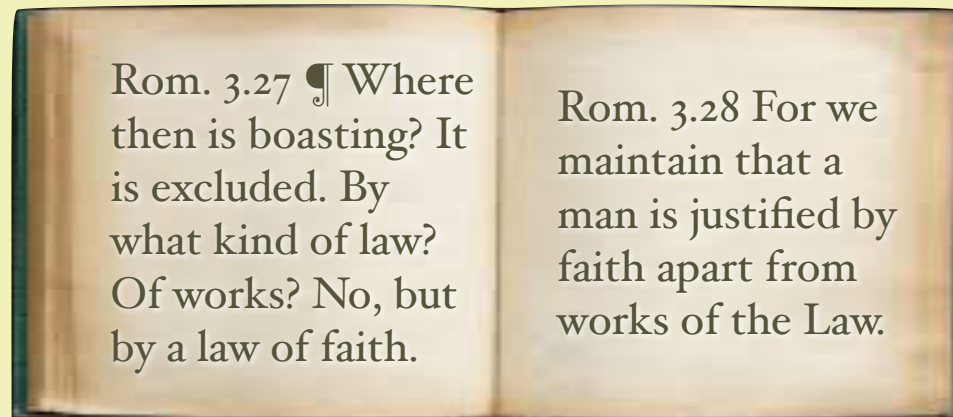 Rom. 3.27 ¶ Where
then is boasting? It
is excluded. By
what kind of law?
Of works? No, but
by a law of faith.
Rom. 3.28 For we
maintain that a
man is justified by
faith apart from
works of the Law.